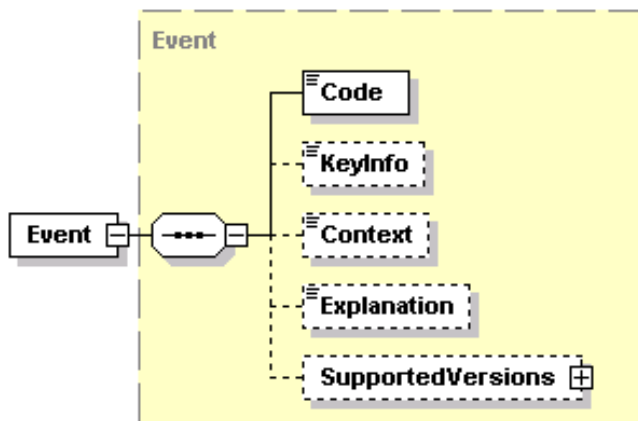 Event
Code
KeyInfo
Event
Context
Explanation
SupportedVersions